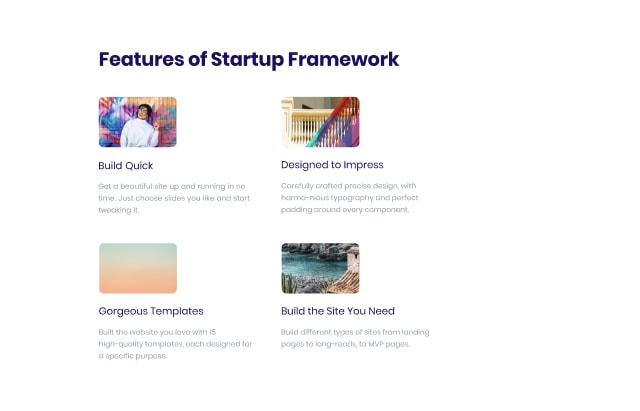 Features of Startup Framework
Build Quick
Get a beautiful site up and running in no
time. Just choose slides you like and start
tweaking it.
Designed to Impress
Carefully crafted precise design, with
harmo-nious typography and perfect
padding around every component.
Gorgeous Templates
Built the website you love with 15
high-quality templates, each designed for
a specific purpose.
Build the Site You Need
Build different types of sites from landing
pages to long-reads, to MVP pages.